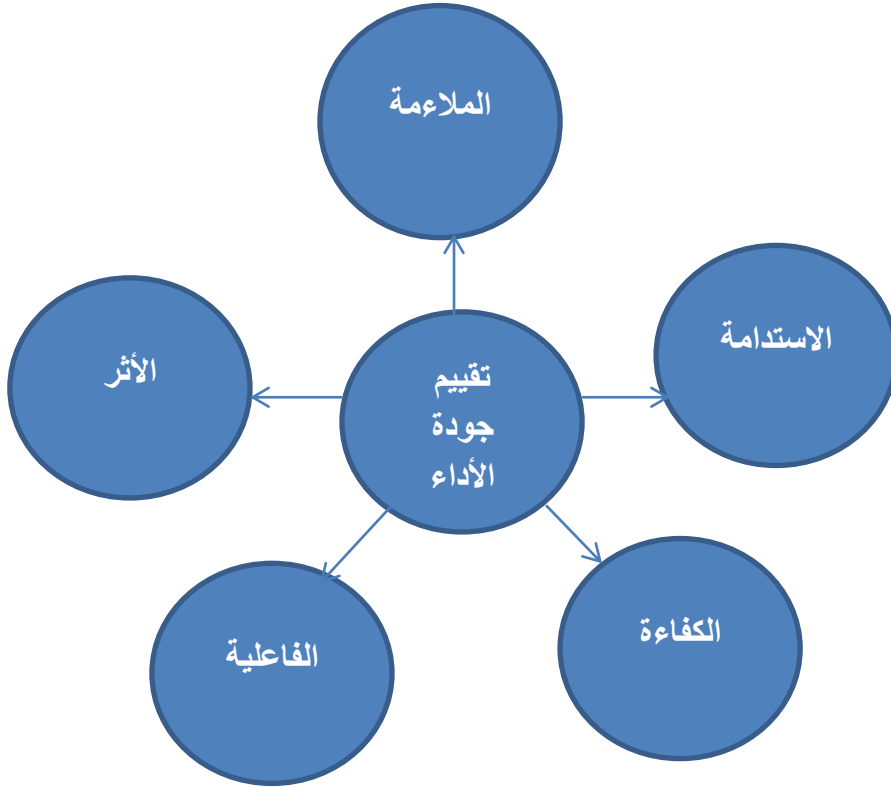 الملاءمة
الاستدامة
الأثر
تقييم
جودة
الأداء
الكفاءة
الفاعلية